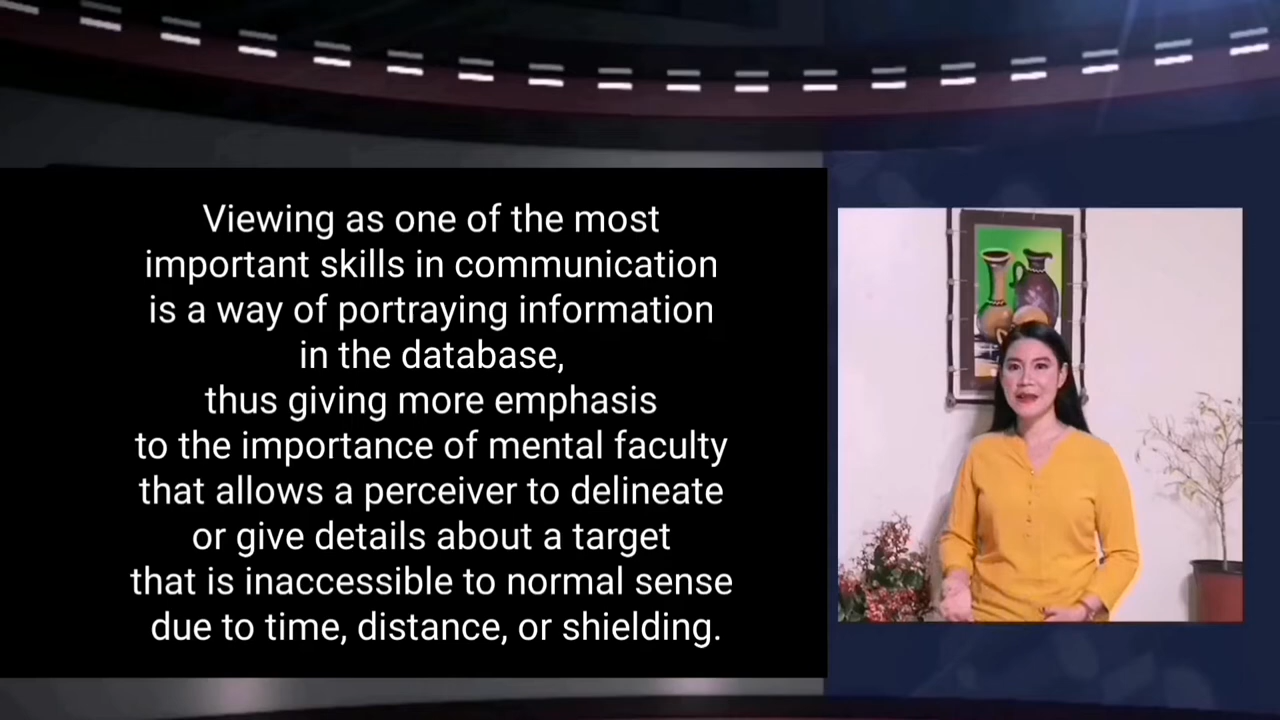 Viewing as one of the most
important skills in communication
is a way of portraying information
in the database,
thus giving more emphasis
to the importance of mental faculty
that allows a perceiver to delineate
or give details about a target
that is inaccessible to normal sense
due to time, distance, or shielding.